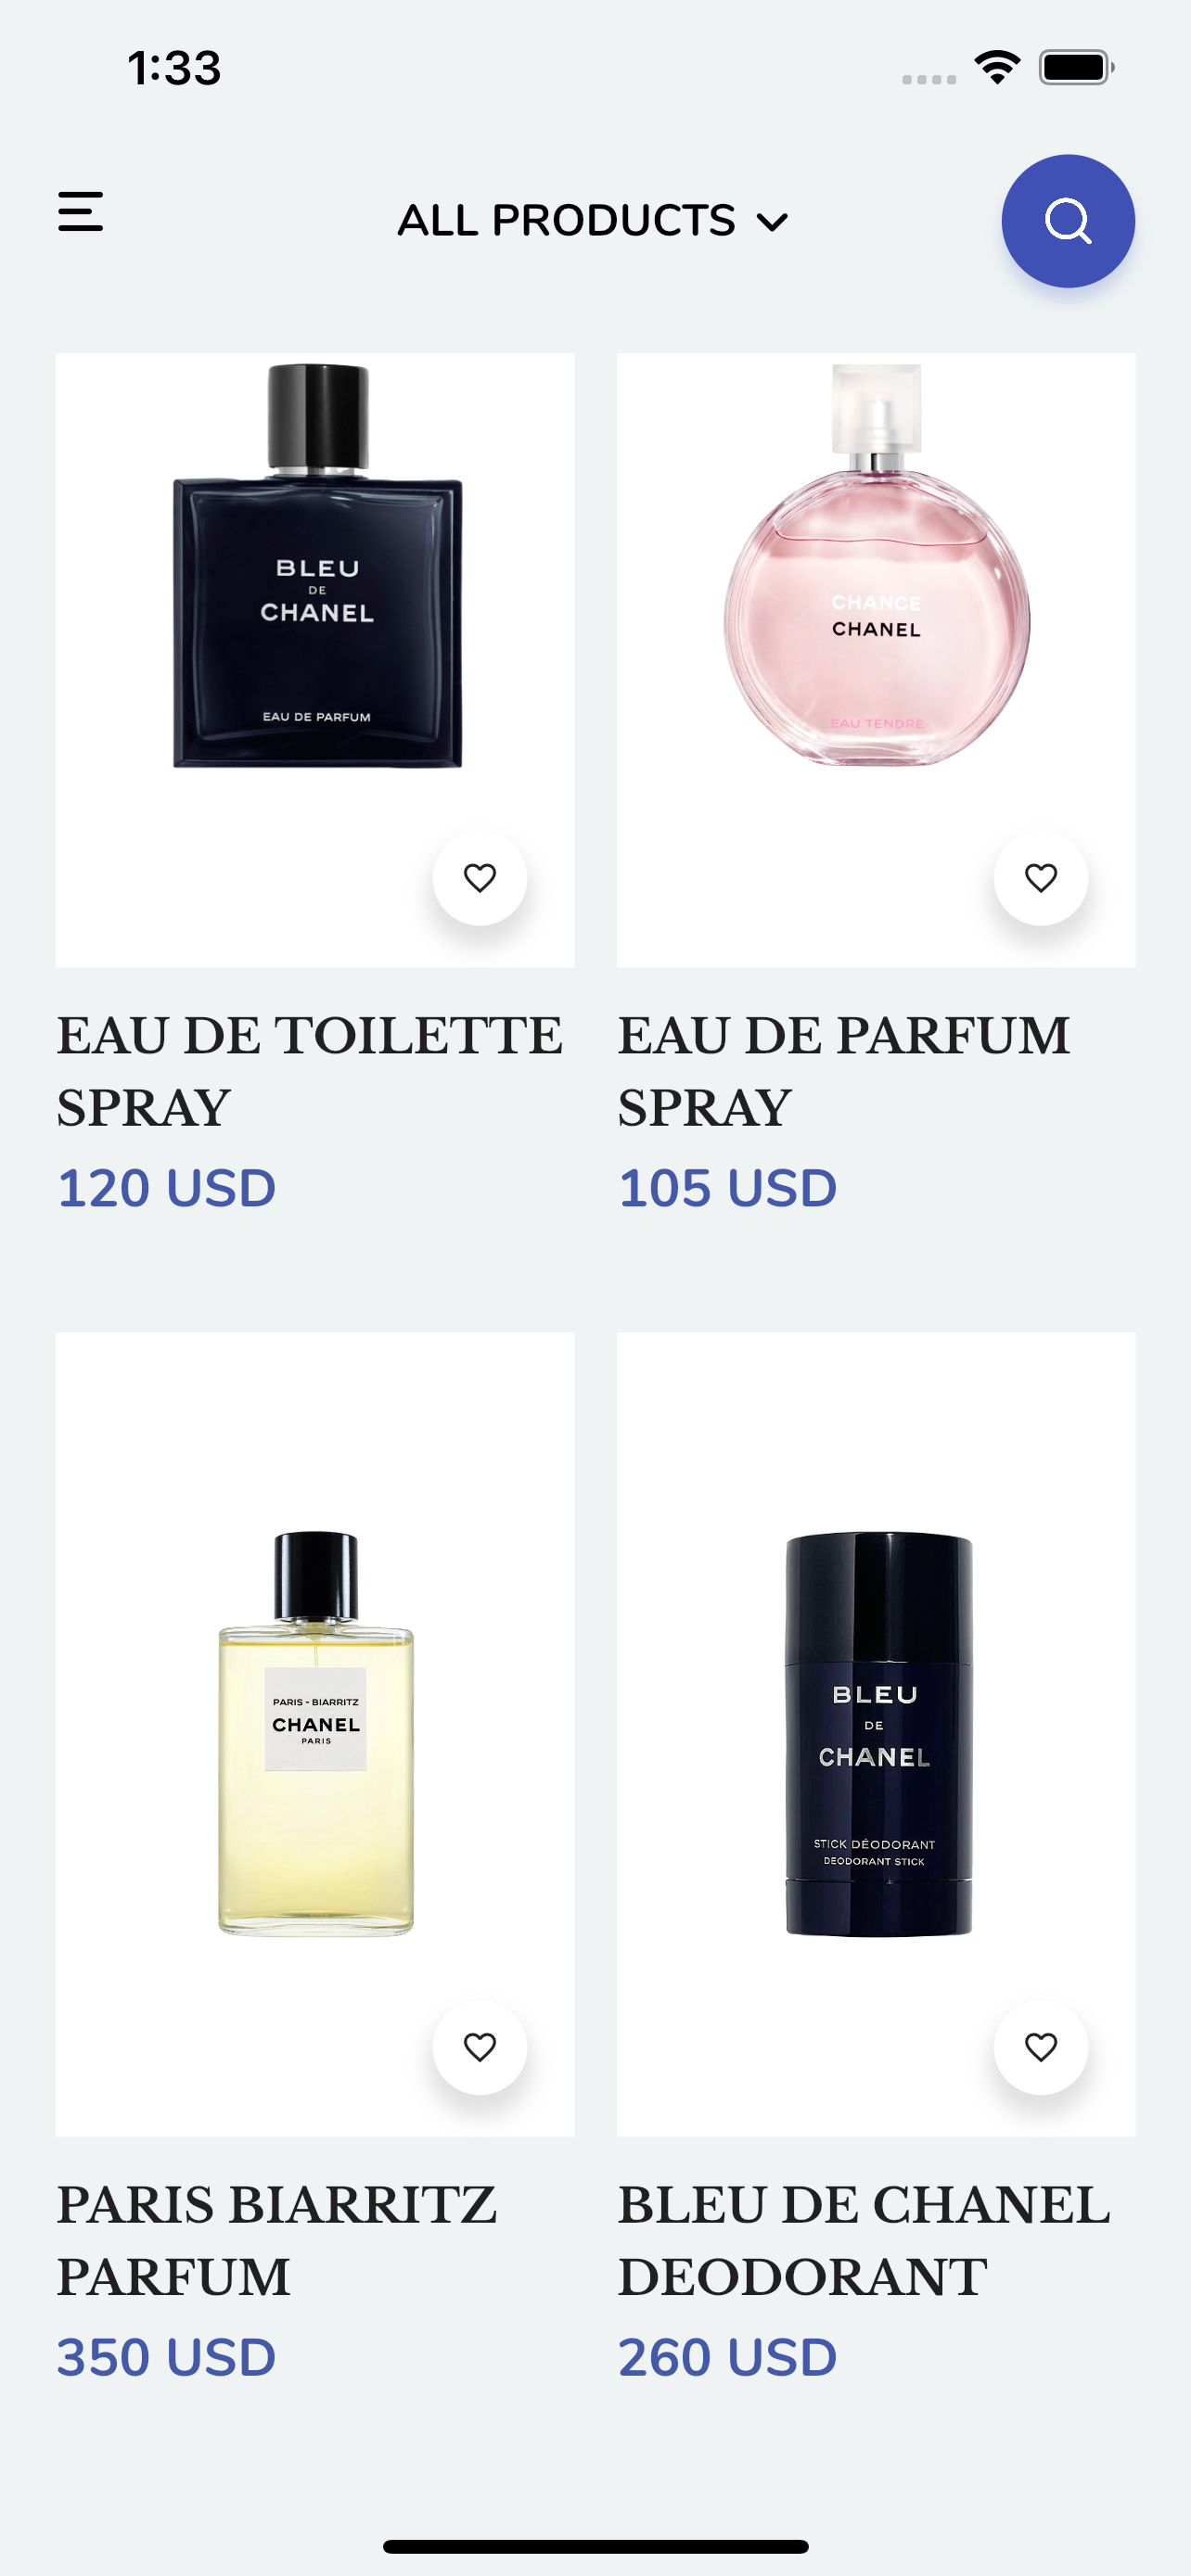 1:33
ALL PRODUCTS
BLEU
DE
CHANEL
EAU DE PARFUM
CHANCE
CHANEL
EAU TENDRE
EAU DE TOILETTE
SPRAY
120 USD
EAU DE PARFUM
SPRAY
105 USD
PARIS - BIARRITZ
CHANEL
PARIS
BLEU
DE
CHANEL
STICK DÉODORANT
DEODORANT STICK
PARIS BIARRITZ
PARFUM
350 USD
BLEU DE CHANEL
DEODORANT
260 USD